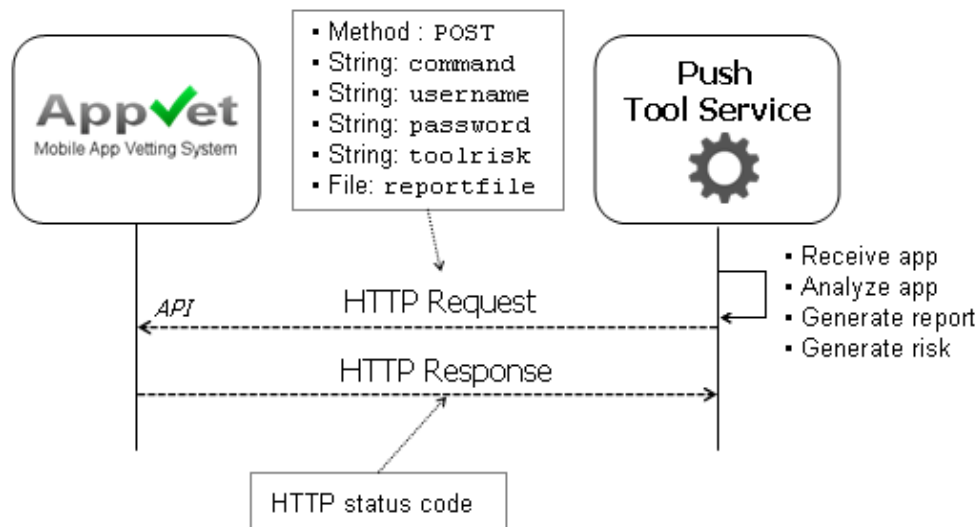 AppVet
Mobile App Vetting System
▪ Method : POST
▪ String: command
▪ String: username
▪ String: password
▪ String: toolrisk
▪ File: reportfile
Push
Tool Service
▪ Receive app
▪ Analyze app
▪ Generate report
▪ Generate risk
API
HTTP Request
HTTP Response
HTTP status code